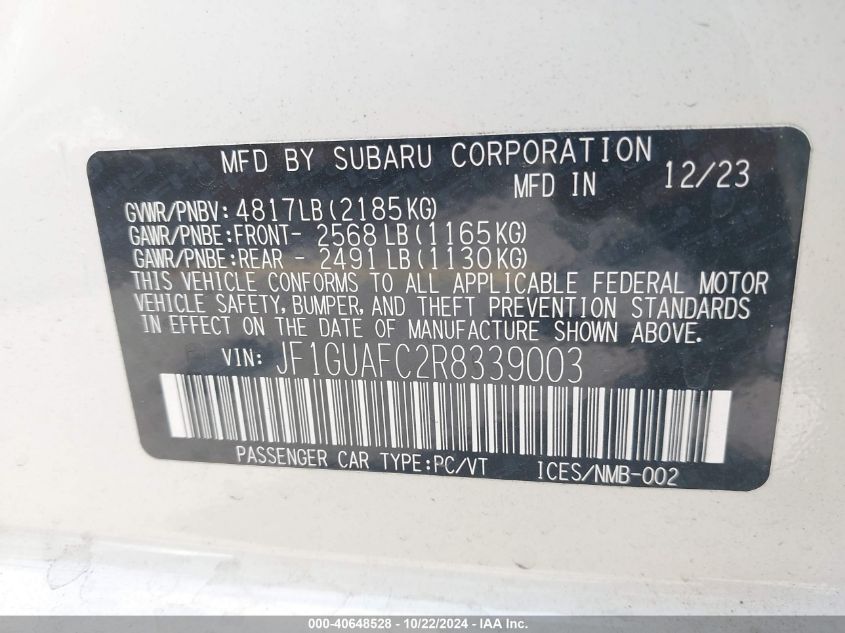 MFD BY SUBARU CORPORATION
MFD IN 12/23
GVWR/PNBV: 4817LB(2185KG)
GAWR/PNBE:FRONT- 2568LB(1165KG)
GAWR/PNBE:REAR - 2491LB(1130KG)
THIS VEHICLE CONFORMS TO ALL APPLICABLE FEDERAL MOTOR
VEHICLE SAFETY, BUMPER, AND THEFT PREVENTION STANDARDS
IN EFFECT ON THE DATE OF MANUFACTURE SHOWN ABOVE.
VIN: JF1GUAFC2R8339003
PASSENGER CAR TYPE:PC/VT ICES/NMB-002
000-40648528 - 10/22/2024 - IAA Inc.